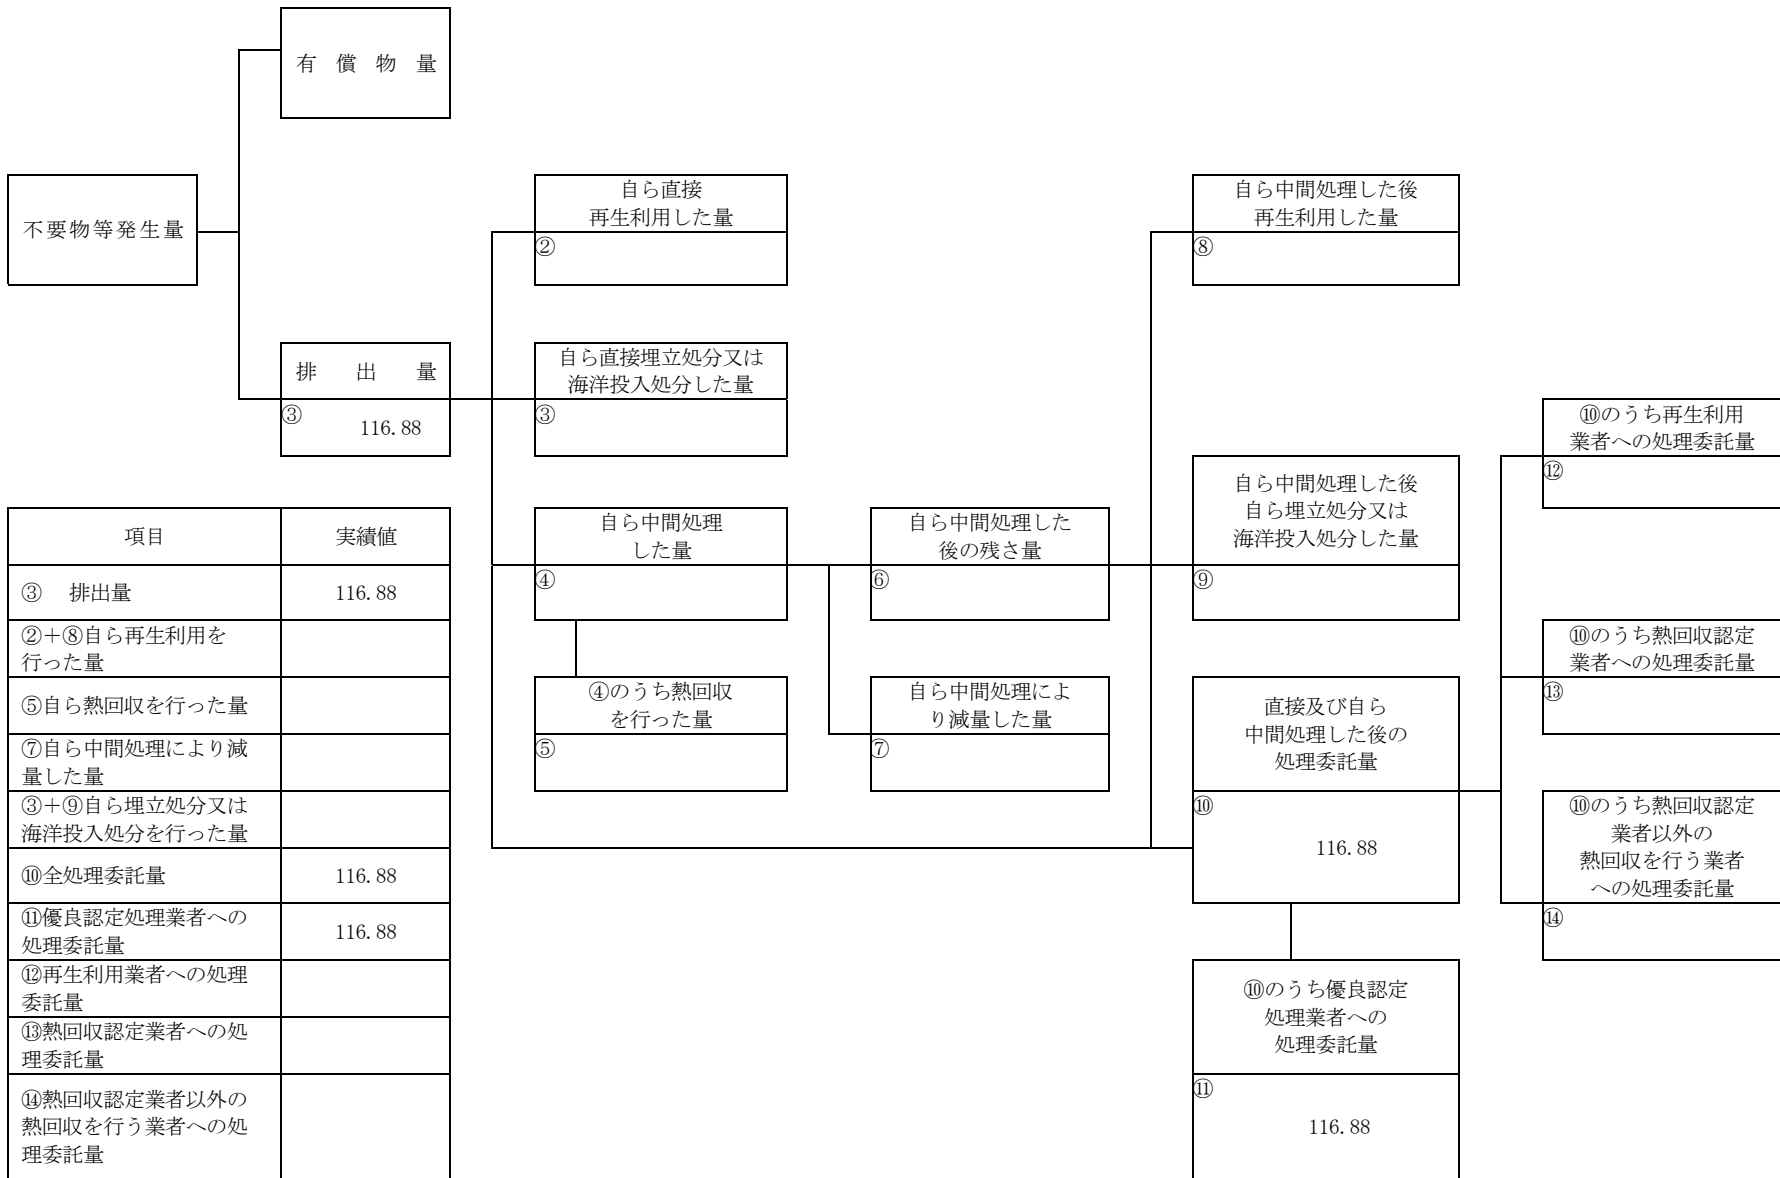 有償物量
不要物等発生量
自ら直接
再生利用した量
②
自ら中間処理した後
再生利用した量
⑧
排出量
③
116.88
自ら直接埋立処分又は
海洋投入処分した量
③
⑩のうち再生利用
業者への処理委託量
⑫
自ら中間処理した後
自ら埋立処分又は
海洋投入処分した量
⑨
自ら中間処理
した量
④
自ら中間処理した
後の残さ量
⑥
⑩のうち熱回収認定
業者への処理委託量
⑬
④のうち熱回収
を行った量
⑤
自ら中間処理によ
り減量した量
⑦
直接及び自ら
中間処理した後の
処理委託量
⑩
116.88
⑩のうち熱回収認定
業者以外の
熱回収を行う業者
への処理委託量
⑭
⑩のうち優良認定
処理業者への
処理委託量
⑪
116.88
項目 実績値
③ 排出量 116.88
②+⑧自ら再生利用を
行った量
⑤自ら熱回収を行った量
⑦自ら中間処理により減
量した量
③+⑨自ら埋立処分又は
海洋投入処分を行った量
⑩全処理委託量 116.88
⑪優良認定処理業者への
処理委託量 116.88
⑫再生利用業者への処理
委託量
⑬熱回収認定業者への処
理委託量
⑭熱回収認定業者以外の
熱回収を行う業者への処
理委託量